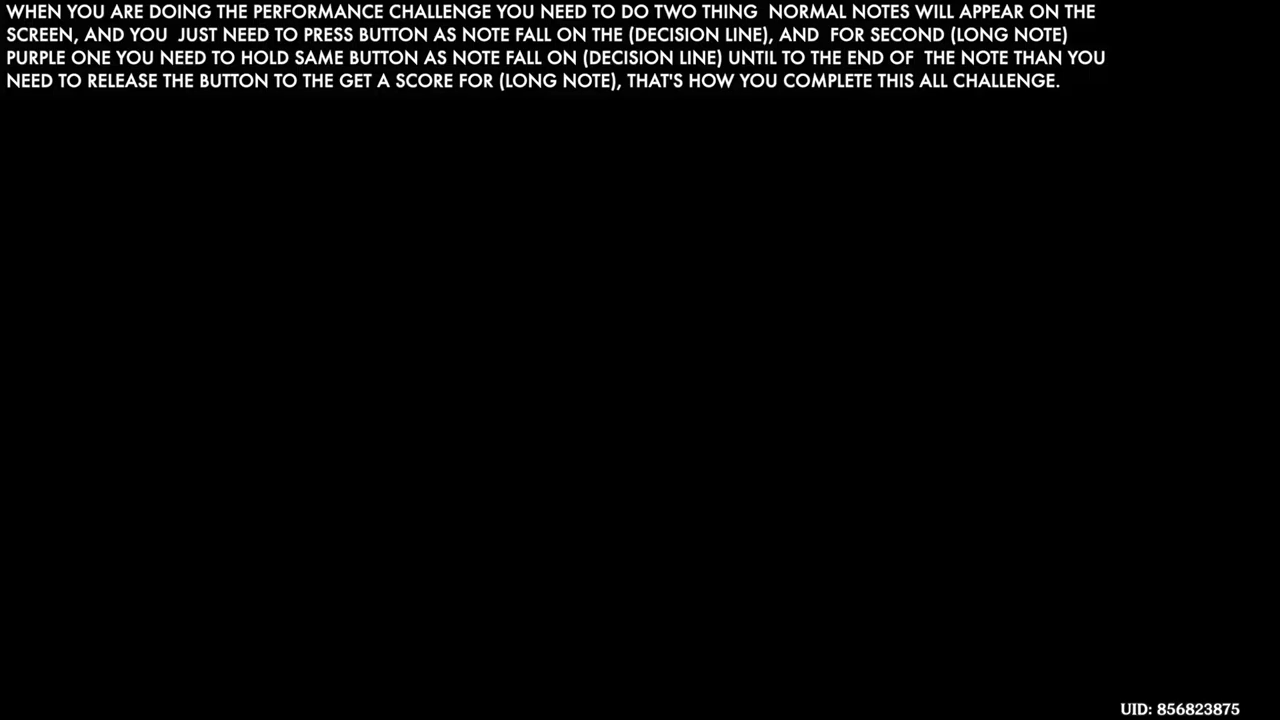 WHEN YOU ARE DOING THE PERFORMANCE CHALLENGE YOU NEED TO DO TWO THING  NORMAL NOTES WILL APPEAR ON THE
SCREEN, AND YOU  JUST NEED TO PRESS BUTTON AS NOTE FALL ON THE (DECISION LINE), AND  FOR SECOND (LONG NOTE)
PURPLE ONE YOU NEED TO HOLD SAME BUTTON AS NOTE FALL ON (DECISION LINE) UNTIL TO THE END OF  THE NOTE THAN YOU
NEED TO RELEASE THE BUTTON TO THE GET A SCORE FOR (LONG NOTE), THAT'S HOW YOU COMPLETE THIS ALL CHALLENGE.
UID: 856823875